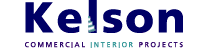 Kelson
COMMERCIAL INTERIOR PROJECTS